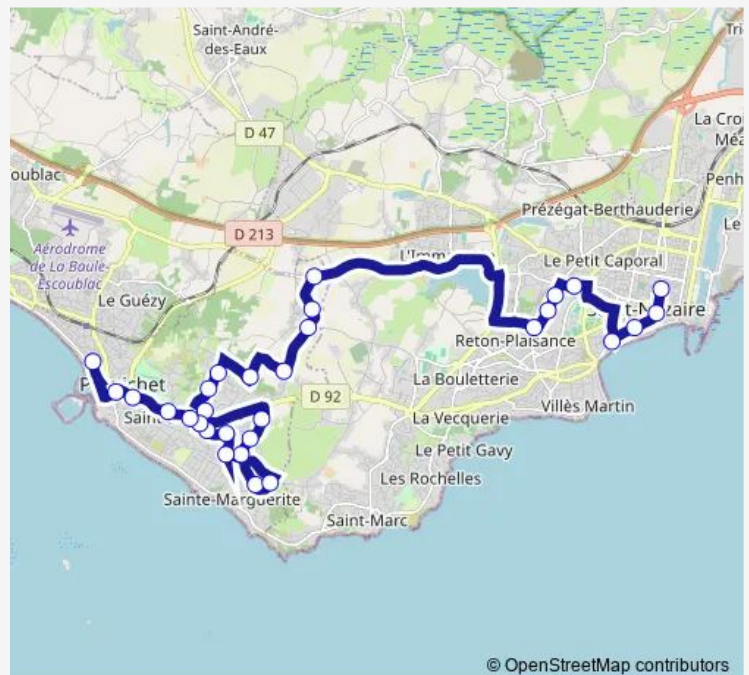 Saint-André-
des-Eaux
D 47
La Cro
Méa
oublac
Penh
Prézégat-Berthauderie
D 213
Le
Aérodrome
de La Baule-
Escoublac
Le Petit Caporal
Le Guézy
Reton-Plaisance
La Bouletterie
D 92
Villès Martin
La Vecquerie
Le Petit Gavy
Les Rochelles
Sainte-Marguerite
Saint-Marc
© OpenStreetMap contributors